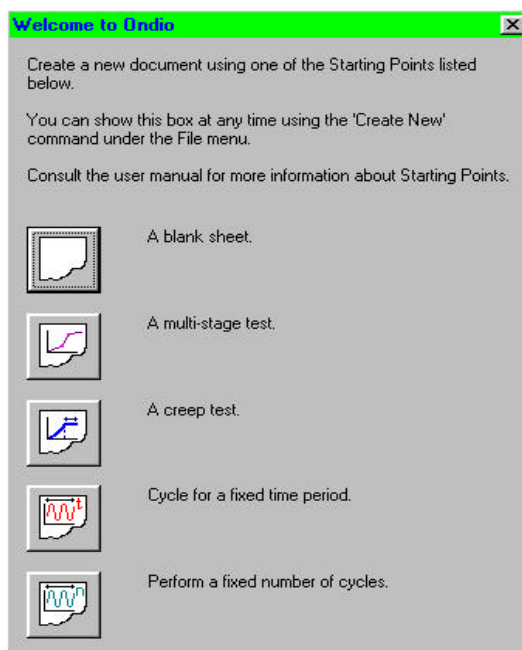 Welcome to Ondio
Create a new document using one of the Starting Points listed
below.
You can show this box at any time using the 'Create New'
command under the File menu.
Consult the user manual for more information about Starting Points.
A blank sheet.
A multi-stage test.
A creep test.
t
Cycle for a fixed time period.
n
Perform a fixed number of cycles.